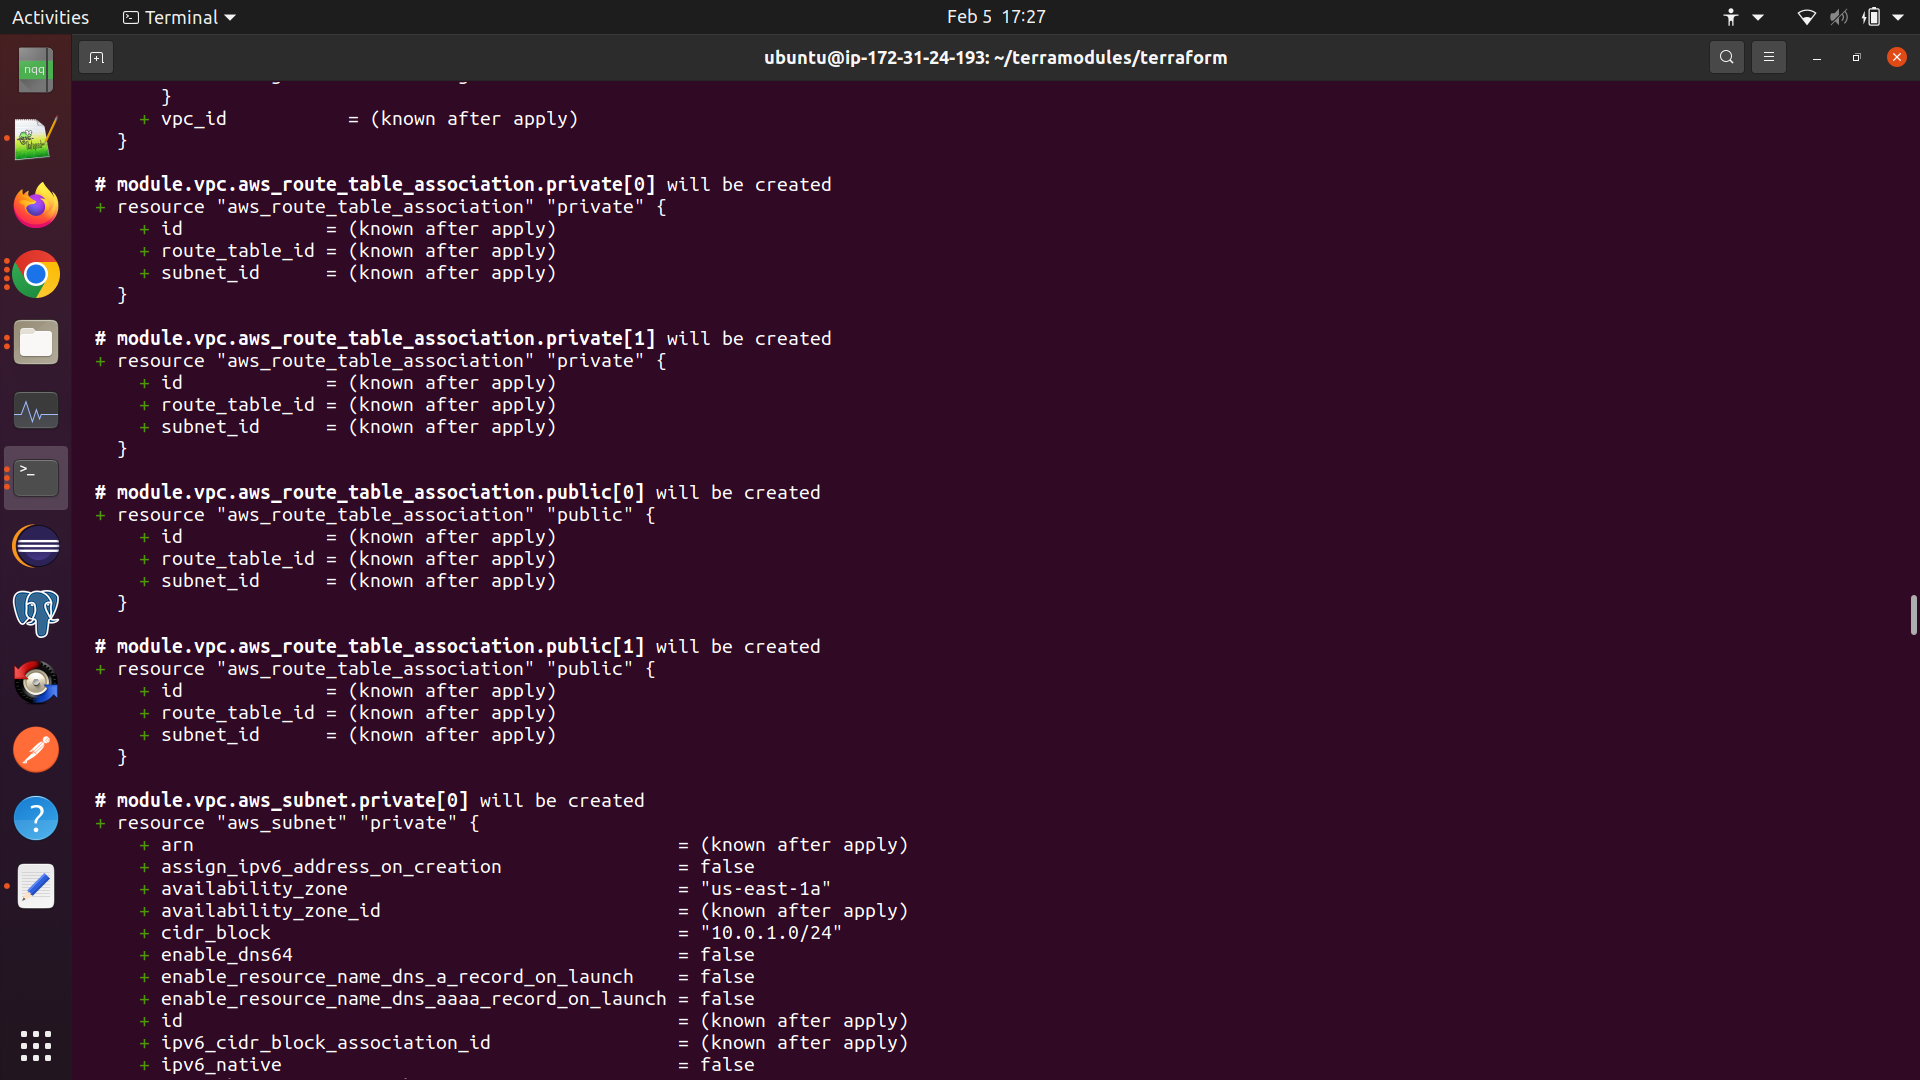 Activities
Terminal
Feb 5 17:27
nqq
ubuntu@ip-172-31-24-193: ~/terramodules/terraform
}
+ vpc_id           = (known after apply)
}
# module.vpc.aws_route_table_association.private[0] will be created
+ resource "aws_route_table_association" "private" {
+ id             = (known after apply)
+ route_table_id = (known after apply)
+ subnet_id      = (known after apply)
}
# module.vpc.aws_route_table_association.private[1] will be created
+ resource "aws_route_table_association" "private" {
+ id             = (known after apply)
+ route_table_id = (known after apply)
+ subnet_id      = (known after apply)
}
# module.vpc.aws_route_table_association.public[0] will be created
+ resource "aws_route_table_association" "public" {
+ id             = (known after apply)
+ route_table_id = (known after apply)
+ subnet_id      = (known after apply)
}
# module.vpc.aws_route_table_association.public[1] will be created
+ resource "aws_route_table_association" "public" {
+ id             = (known after apply)
+ route_table_id = (known after apply)
+ subnet_id      = (known after apply)
}
# module.vpc.aws_subnet.private[0] will be created
+ resource "aws_subnet" "private" {
+ arn                                            = (known after apply)
+ assign_ipv6_address_on_creation                = false
+ availability_zone                              = "us-east-1a"
+ availability_zone_id                           = (known after apply)
+ cidr_block                                     = "10.0.1.0/24"
+ enable_dns64                                   = false
+ enable_resource_name_dns_a_record_on_launch    = false
+ enable_resource_name_dns_aaaa_record_on_launch = false
+ id                                             = (known after apply)
+ ipv6_cidr_block_association_id                 = (known after apply)
+ ipv6_native                                    = false